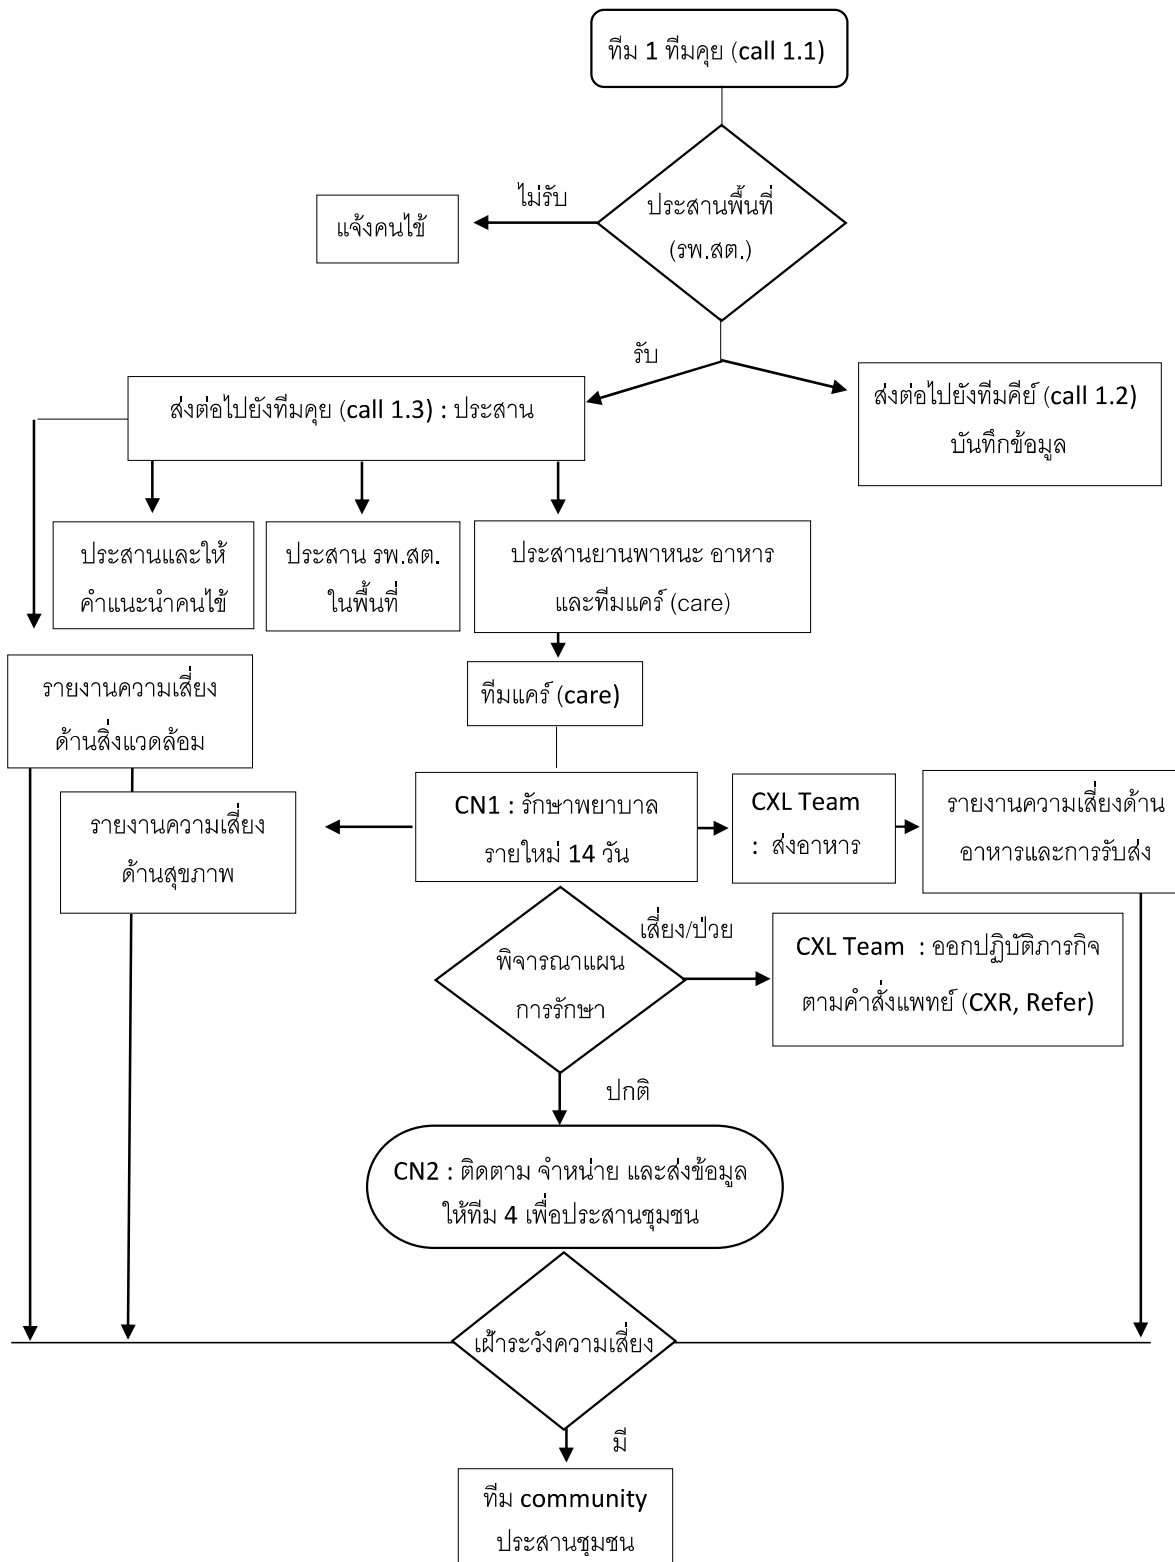 ทีม 1 ทีมคุย (call 1.1)
ประสานพื้นที่
(รพ.สต.)
ไม่รับ
แจ้งคนไข้
รับ
ส่งต่อไปยังทีมคุย (call 1.3) : ประสาน
ส่งต่อไปยังทีมคีย์ (call 1.2)
บันทึกข้อมูล
ประสานและให้
คำแนะนำคนไข้
ประสาน รพ.สต.
ในพื้นที่
ประสานยานพาหนะ อาหาร
และทีมแคร์ (care)
รายงานความเสี่ยง
ด้านสิ่งแวดล้อม
ทีมแคร์ (care)
รายงานความเสี่ยง
ด้านสุขภาพ
CN1 : รักษาพยาบาล
รายใหม่ 14 วัน
CXL Team
: ส่งอาหาร
รายงานความเสี่ยงด้าน
อาหารและการรับส่ง
พิจารณาแผน
การรักษา
เสี่ยง/ป่วย
CXL Team : ออกปฏิบัติภารกิจ
ตามคำสั่งแพทย์ (CXR, Refer)
ปกติ
CN2 : ติดตาม จำหน่าย และส่งข้อมูล
ให้ทีม 4 เพื่อประสานชุมชน
เฝ้าระวังความเสี่ยง
มี
ทีม community
ประสานชุมชน